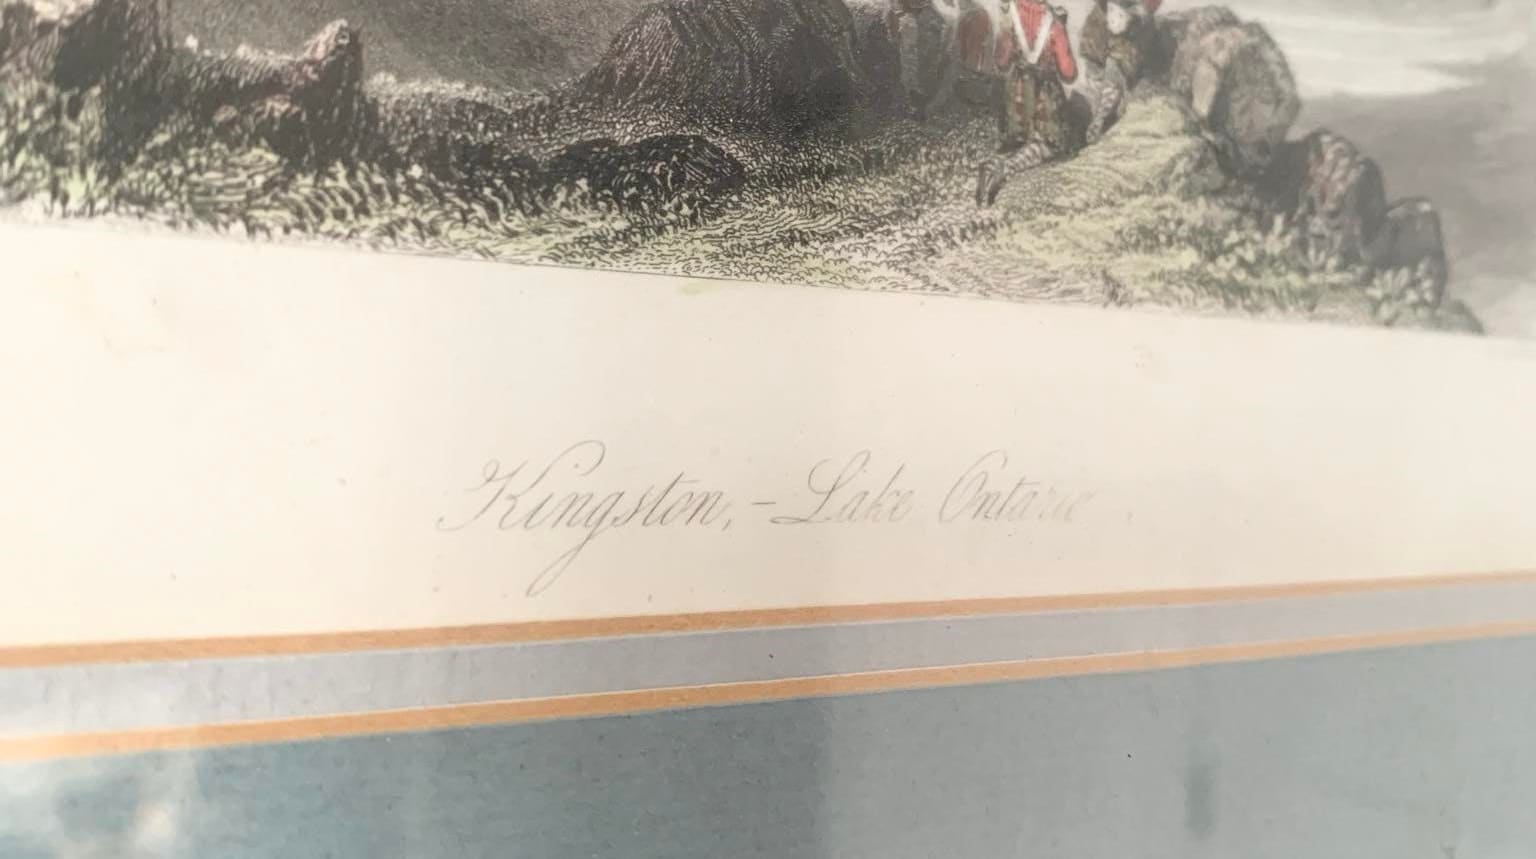 Kingston, – Lake Ontario.